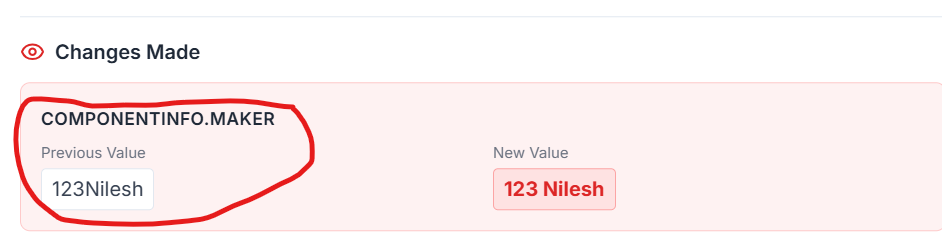 Changes Made
COMPONENTINFO.MAKER
Previous Value
New Value
123Nilesh
123 Nilesh